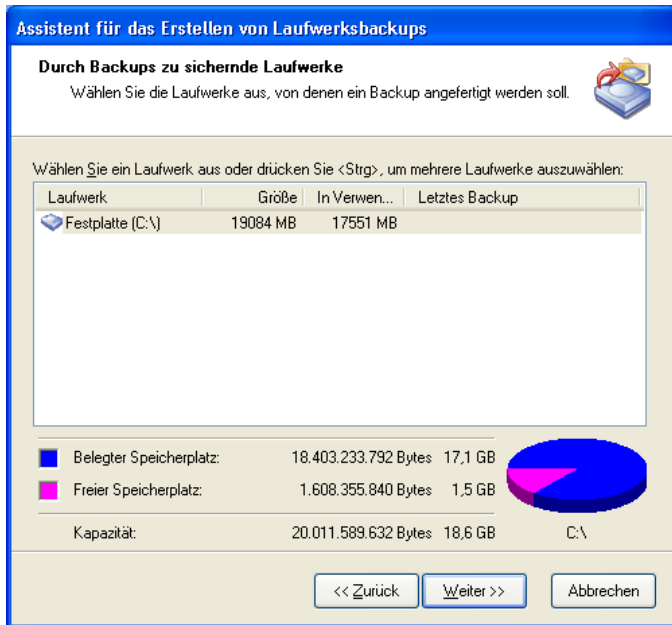 Assistent für das Erstellen von Laufwerksbackups
Durch Backups zu sichernde Laufwerke
Wählen Sie die Laufwerke aus, von denen ein Backup angefertigt werden soll.
Wählen Sie ein Laufwerk aus oder drücken Sie <Strg>, um mehrere Laufwerke auszuwählen:
Laufwerk Größe In Verwen... Letztes Backup
Festplatte (C:\) 19084 MB 17551 MB
Belegter Speicherplatz: 18.403.233.792 Bytes 17,1 GB
Freier Speicherplatz: 1.608.355.840 Bytes 1,5 GB
Kapazität: 20.011.589.632 Bytes 18,6 GB C:\
<< Zurück Weiter >> Abbrechen